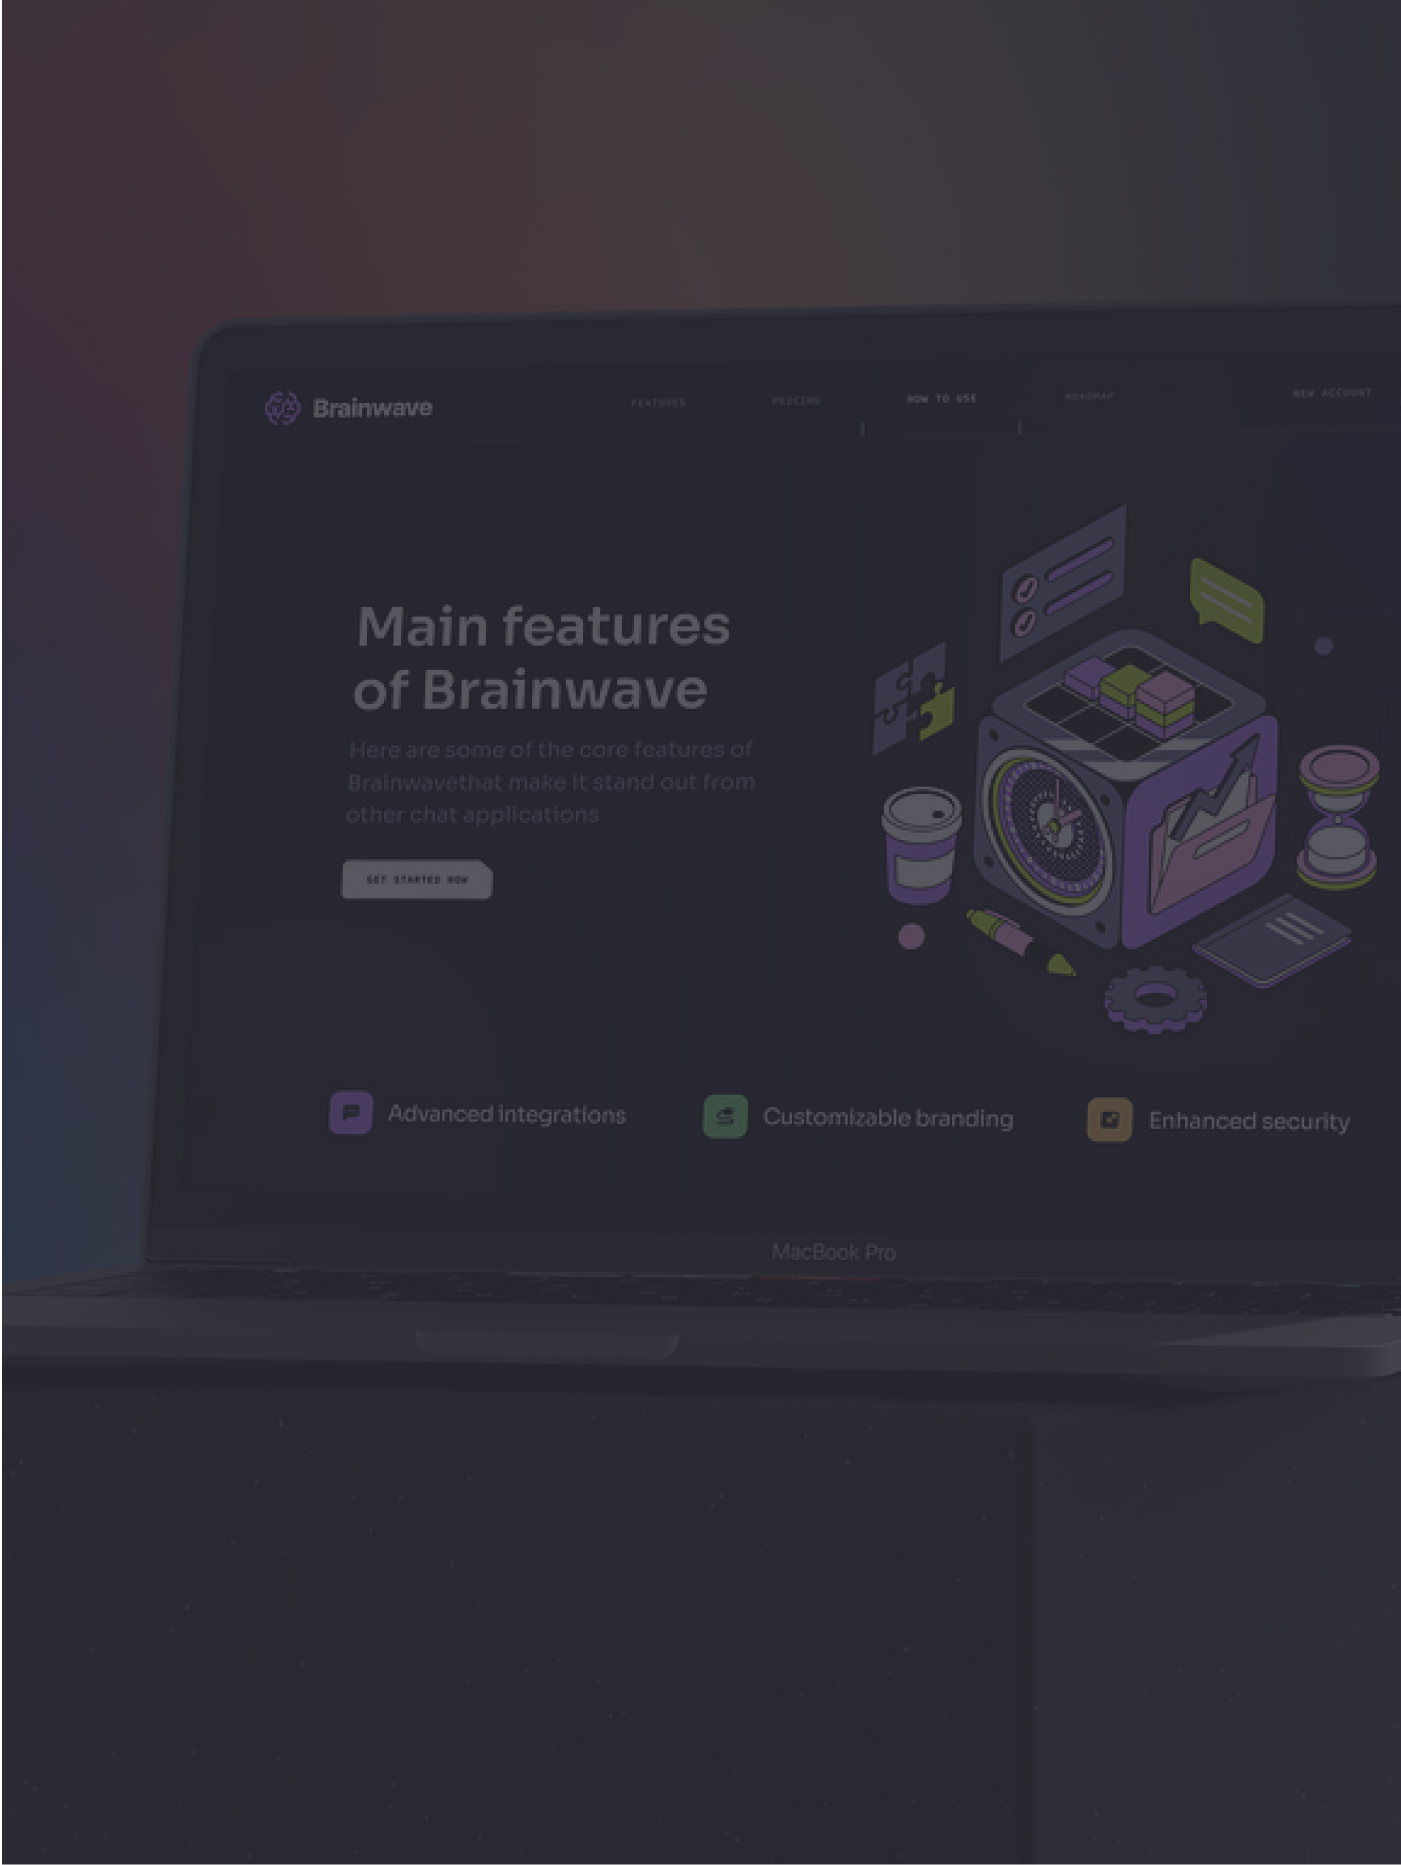 Brainwave
FEATURES
PRICING
HOW TO USE
ROADMAP
NEW ACCOUNT
Main features
of Brainwave
Here are some of the core features of
Brainwavethat make it stand out from
other chat applications
GET STARTED NOW
Advanced integrations
Customizable branding
Enhanced security
MacBook Pro